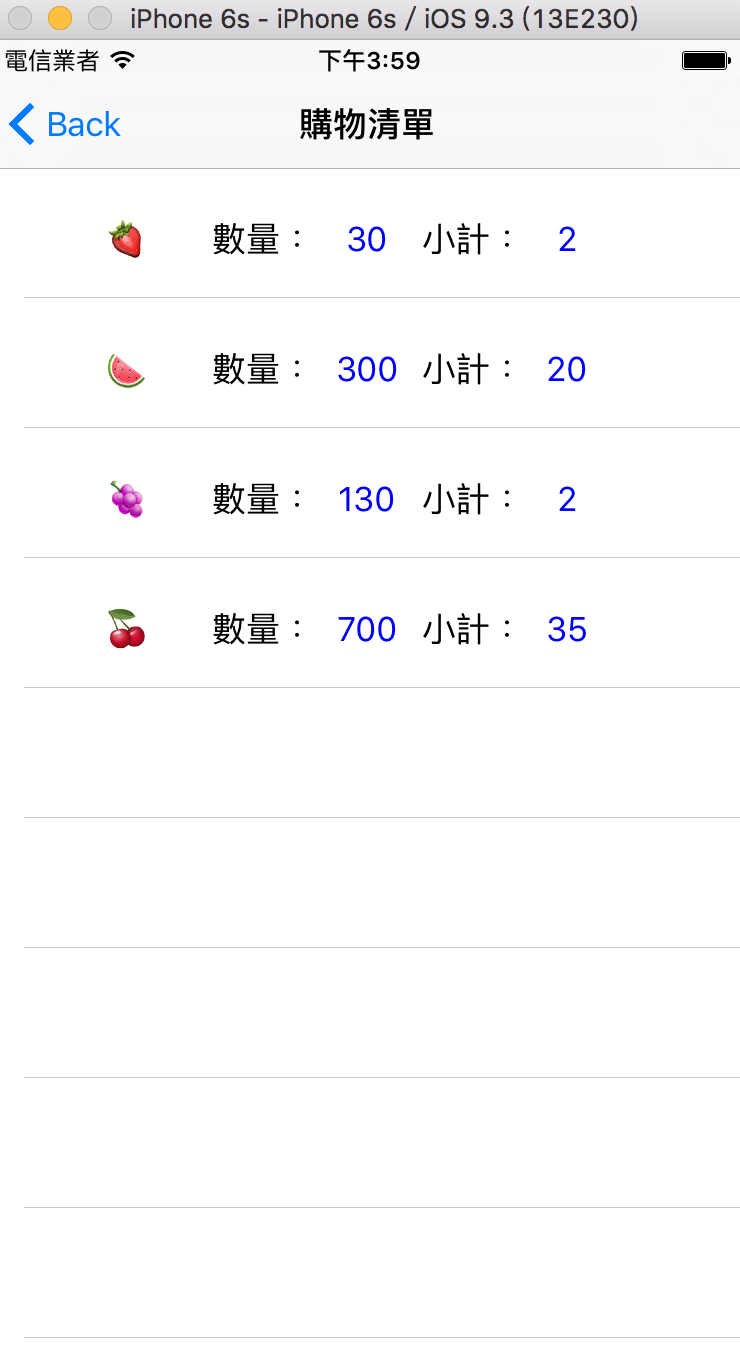 iPhone 6s - iPhone 6s / iOS 9.3 (13E230)
電信業者 下午3:59
Back 購物清單
數量： 30 小計： 2
數量： 300 小計： 20
數量： 130 小計： 2
數量： 700 小計： 35